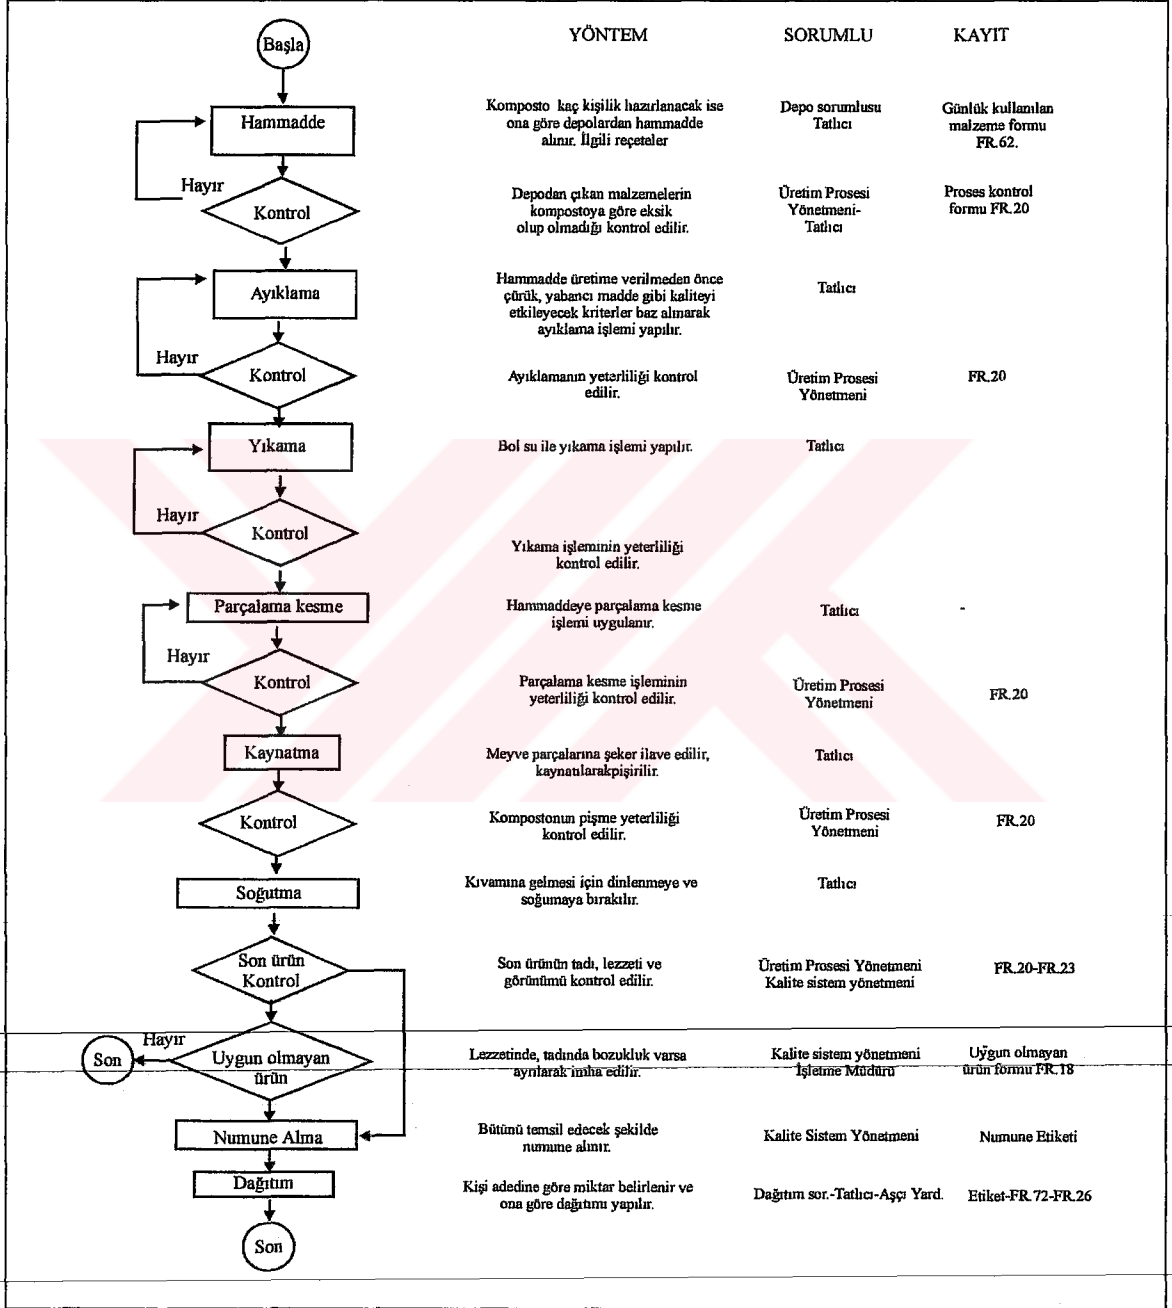 Başla
YÖNTEM SORUMLU KAYIT
Hammadde
Komposto kaç kişilik hazırlanacak ise
ona göre depolardan hammadde
alınır. İlgili reçeteler
Depo sorumlusu
Tatlıcı
Günlük kullanılan
malzeme formu
FR.62.
Hayır
Kontrol
Depodan çıkan malzemelerin
kompostoya göre eksik
olup olmadığı kontrol edilir.
Üretim Prosesi
Yönetmeni-
Tatlıcı
Proses kontrol
formu FR.20
Ayıklama
Hammadde üretime verilmeden önce
çürük, yabancı madde gibi kaliteyi
etkileyecek kriterler baz alınarak
ayıklama işlemi yapılır.
Tatlıcı
Hayır
Kontrol
Ayıklamanın yeterliliği kontrol
edilir.
Üretim Prosesi
Yönetmeni
FR.20
Yıkama
Bol su ile yıkama işlemi yapılır.
Tatlıcı
Hayır
Kontrol
Yıkama işleminin yeterliliği
kontrol edilir.
Parçalama kesme
Hammaddeye parçalama kesme
işlemi uygulanır.
Tatlıcı
-
Hayır
Kontrol
Parçalama kesme işleminin
yeterliliği kontrol edilir.
Üretim Prosesi
Yönetmeni
FR.20
Kaynatma
Meyve parçalarına şeker ilave edilir,
kaynatılarakpişirilir.
Tatlıcı
Kontrol
Kompostonun pişme yeterliliği
kontrol edilir.
Üretim Prosesi
Yönetmeni
FR.20
Soğutma
Kıvamına gelmesi için dinlenmeye ve
soğumaya bırakılır.
Tatlıcı
Son ürün
Kontrol
Son ürünün tadı, lezzeti ve
görünümü kontrol edilir.
Üretim Prosesi Yönetmeni
Kalite sistem yönetmeni
FR.20-FR.23
Hayır
Son
Uygun olmayan
ürün
Lezzetinde, tadında bozukluk varsa
ayrılarak imha edilir.
Kalite sistem yönetmeni
İşletme Müdürü
Uygun olmayan
ürün formu FR.18
Numune Alma
Bütünü temsil edecek şekilde
numune alınır.
Kalite Sistem Yönetmeni
Numune Etiketi
Dağıtım
Kişi adedine göre miktar belirlenir ve
ona göre dağıtımı yapılır.
Dağıtım sor.-Tatlıcı-Aşçı Yard.
Etiket-FR.72-FR.26
Son